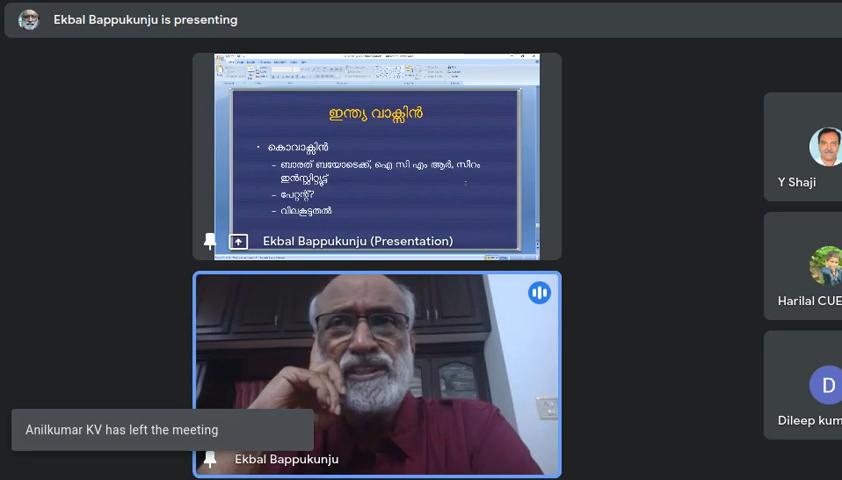 Ekbal Bappukunju is presenting
ഇന്ത്യ വാക്സിൻ
• കൊവാക്സിൻ
– ബാരത് ബയോടെക്ക്, ഐ സി എം ആർ, സീറം
ഇൻസ്റ്റിറ്റ്യൂട്ട്
– പേറ്റന്റ്?
– വിലകൂടുതൽ
Ekbal Bappukunju (Presentation)
Y Shaji
Harilal CUE
D
Dileep kum
Anilkumar KV has left the meeting
Ekbal Bappukunju